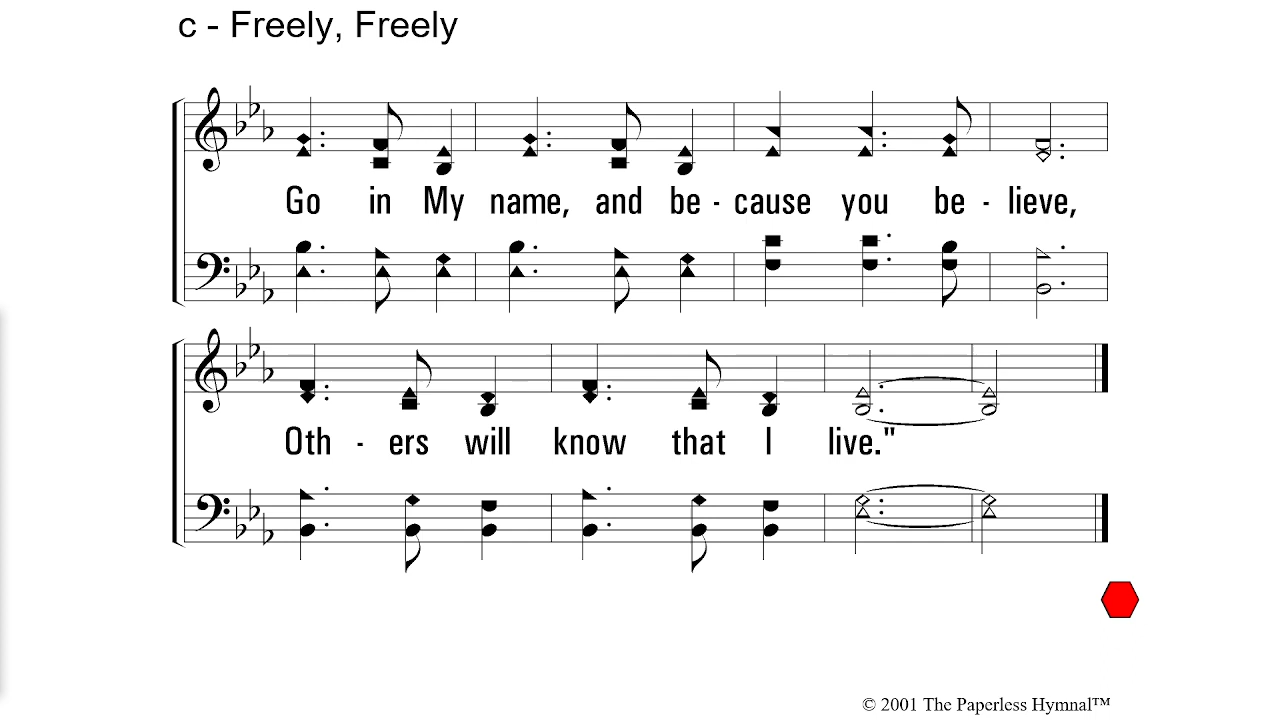 c - Freely, Freely
Go in My name, and be - cause you be - lieve,
Oth - ers will know that I live."
© 2001 The Paperless Hymnal™